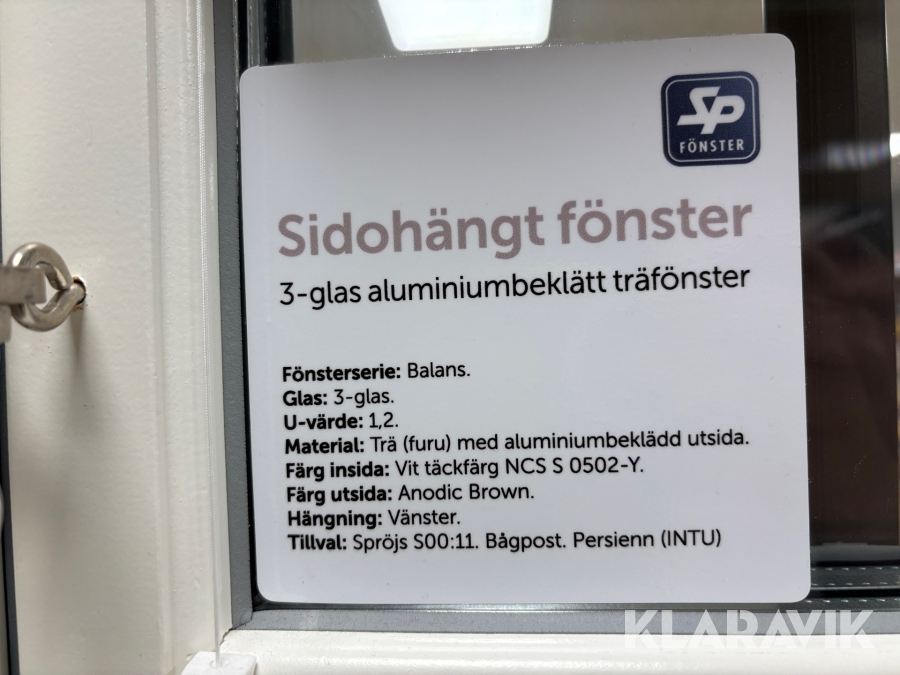 SP
FÖNSTER
Sidohängt fönster
3-glas aluminiumbeklätt träfönster
Fönsterserie: Balans.
Glas: 3-glas.
U-värde: 1,2.
Material: Trä (furu) med aluminiumbeklädd utsida.
Färg insida: Vit täckfärg NCS S 0502-Y.
Färg utsida: Anodic Brown.
Hängning: Vänster.
Tillval: Spröjs S00:11. Bågpost. Persienn (INTU)
KLARAVIK